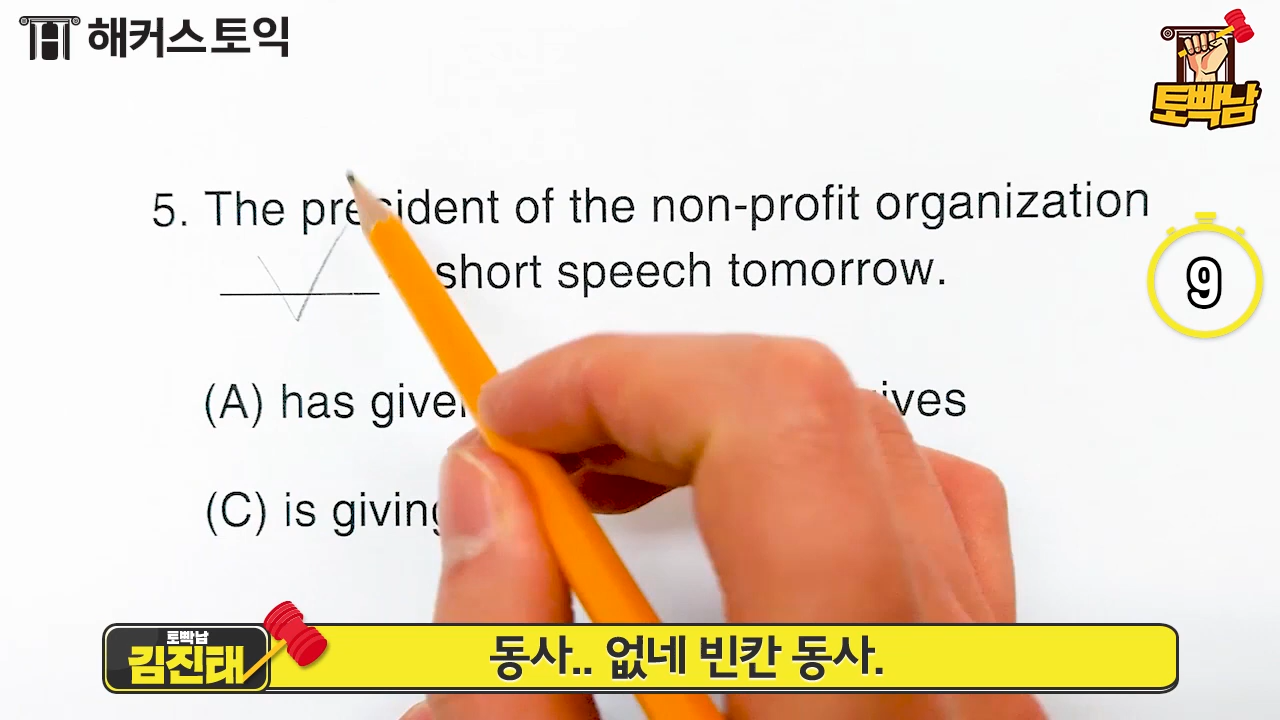 해커스토익
토빡남
5. The president of the non-profit organization
short speech tomorrow.
9
(A) has given
ives
(C) is giving
토빡남
김진태
동사.. 없네 빈칸 동사.